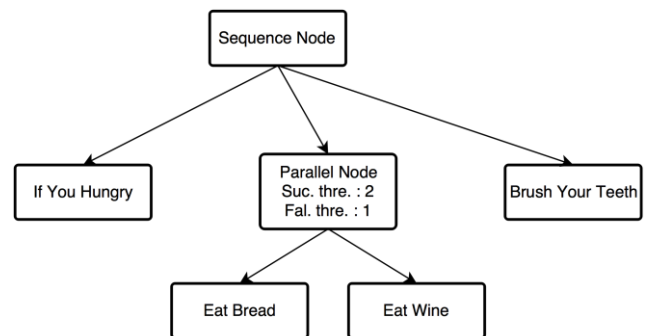 Sequence Node
If You Hungry
Parallel Node
Suc. thre. : 2
Fal. thre. : 1
Brush Your Teeth
Eat Bread
Eat Wine